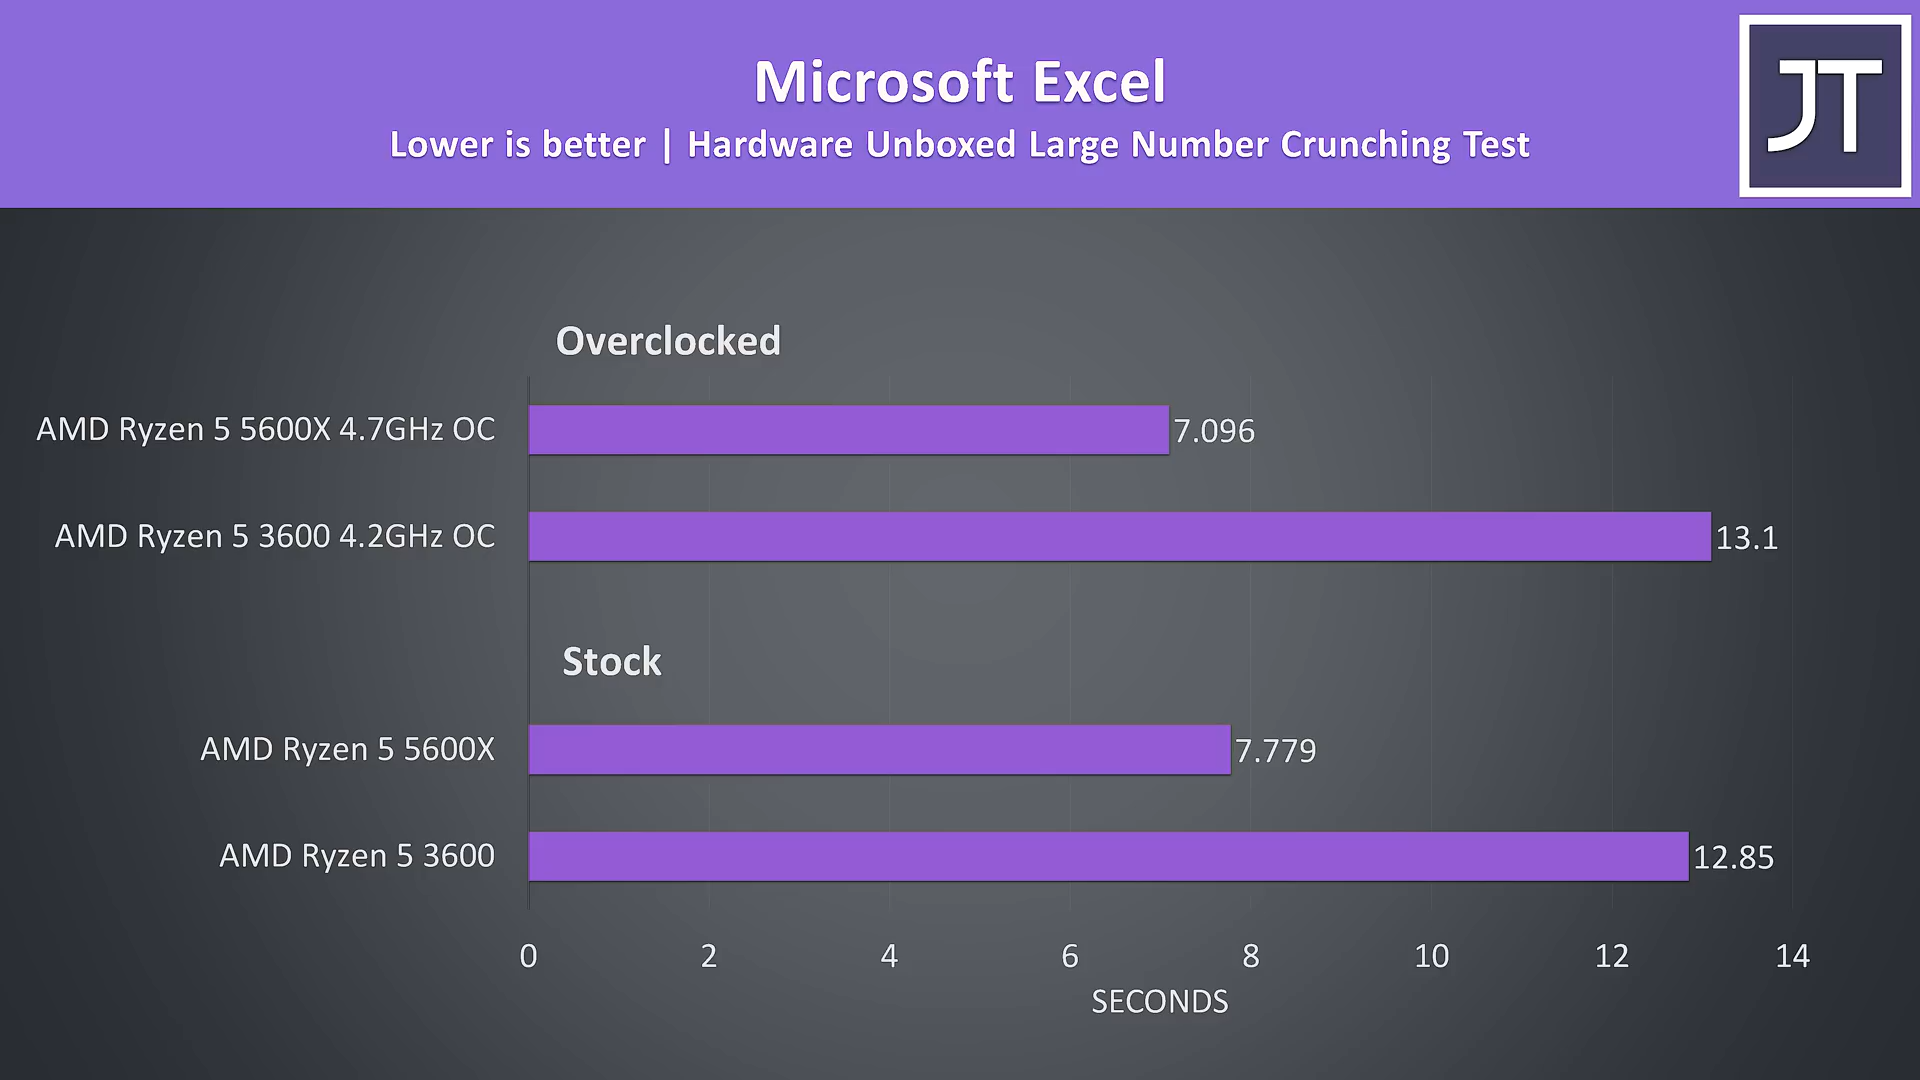 Microsoft Excel
Lower is better | Hardware Unboxed Large Number Crunching Test
JT
Overclocked
AMD Ryzen 5 5600X 4.7GHz OC 7.096
AMD Ryzen 5 3600 4.2GHz OC 13.1
Stock
AMD Ryzen 5 5600X 7.779
AMD Ryzen 5 3600 12.85
0 2 4 6 8 10 12 14
SECONDS